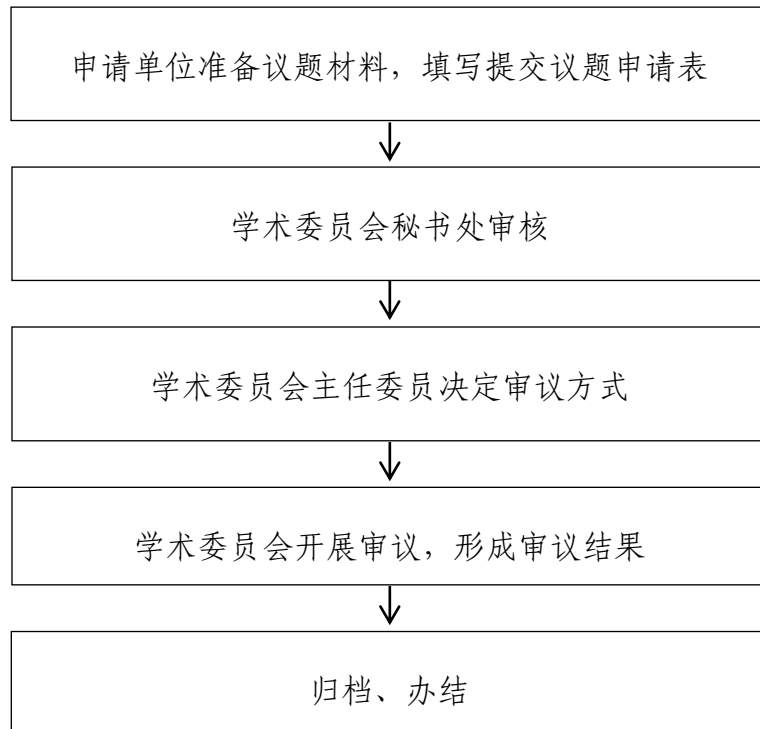 申请单位准备议题材料，填写提交议题申请表
学术委员会秘书处审核
学术委员会主任委员决定审议方式
学术委员会开展审议，形成审议结果
归档、办结